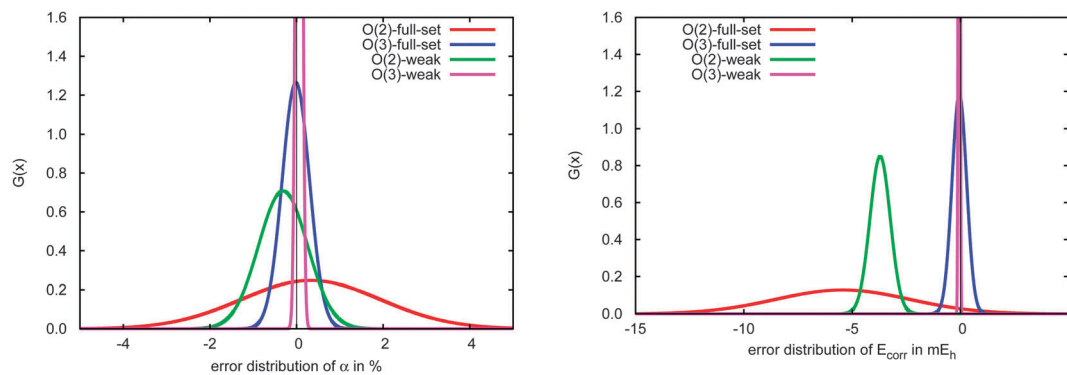 1.6
1.4
1.2
1.0
0.8
0.6
0.4
0.2
0.0
G(x)
O(2)-full-set
O(3)-full-set
O(2)-weak
O(3)-weak
-4
-2
0
2
4
error distribution of α in %
1.6
1.4
1.2
1.0
0.8
0.6
0.4
0.2
0.0
G(x)
O(2)-full-set
O(3)-full-set
O(2)-weak
O(3)-weak
-15
-10
-5
0
error distribution of E_corr in mE_h